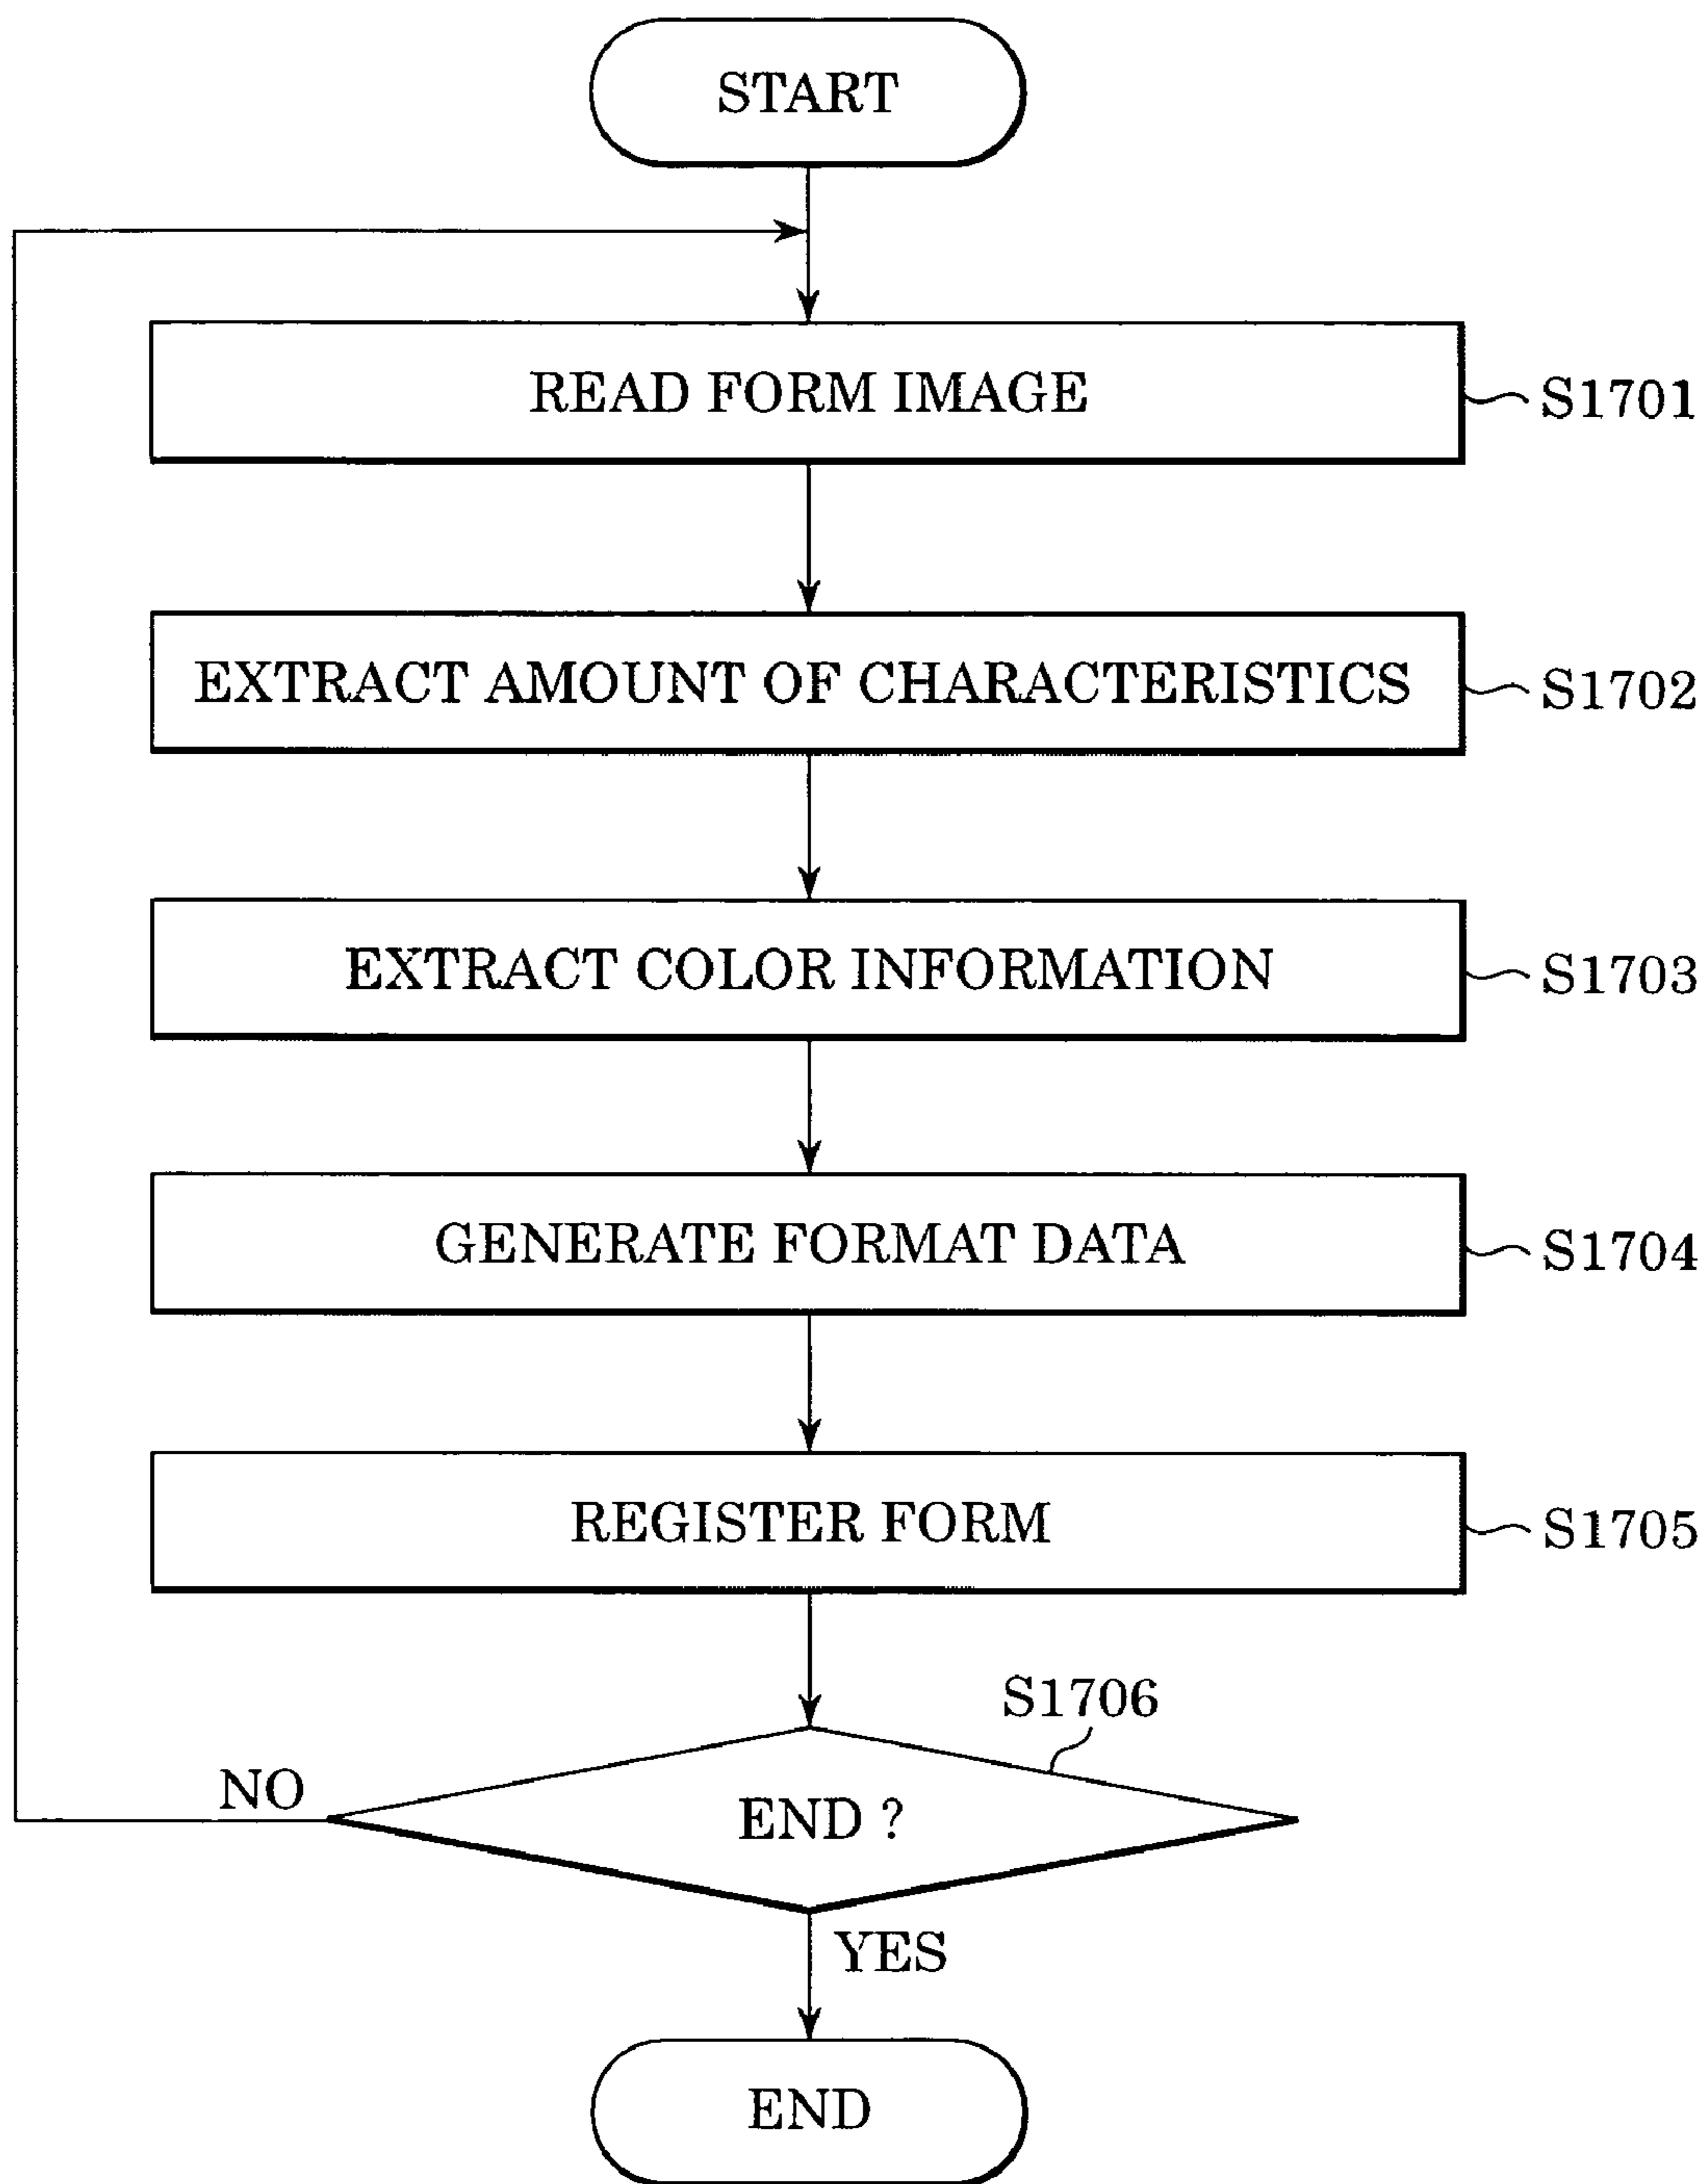 START
READ FORM IMAGE
S1701
EXTRACT AMOUNT OF CHARACTERISTICS
S1702
EXTRACT COLOR INFORMATION
S1703
GENERATE FORMAT DATA
S1704
REGISTER FORM
S1705
S1706
NO
END ?
YES
END